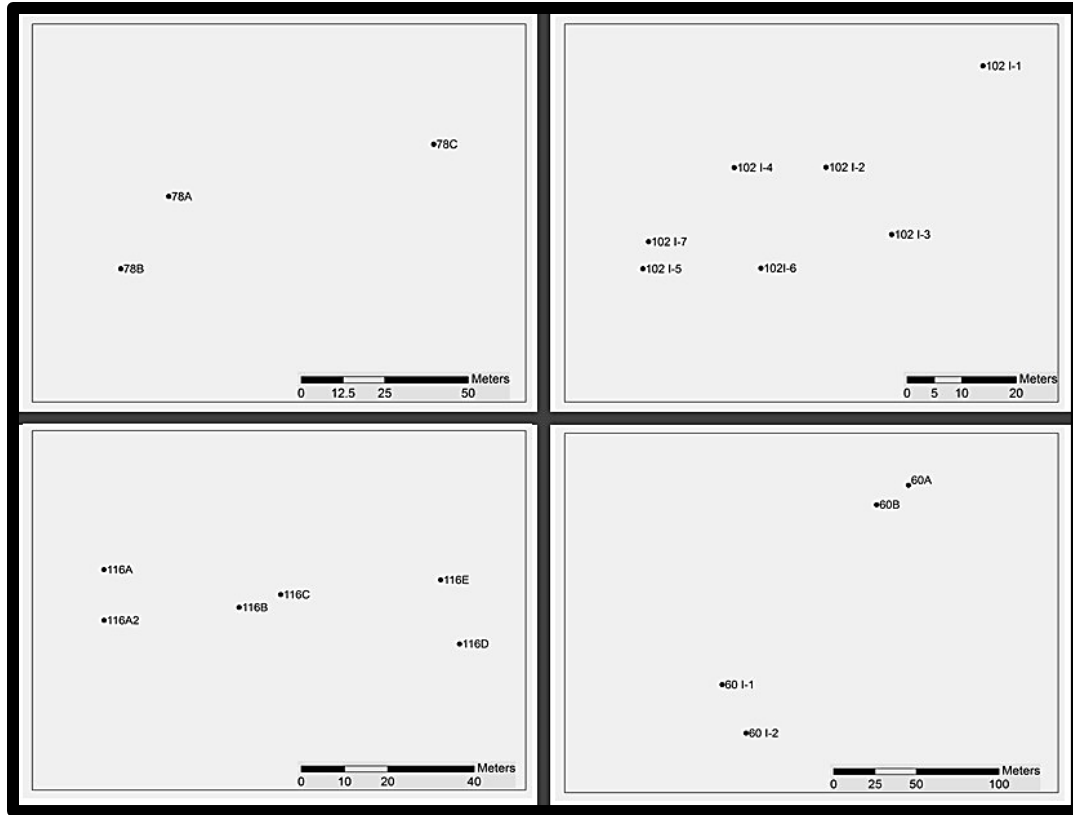 78C
78A
78B
Meters
0 12.5 25 50
102 I-1
102 I-4 102 I-2
102 I-3
102 I-7
102 I-5 102I-6
Meters
0 5 10 20
116A
116E
116C
116B
116A2
116D
Meters
0 10 20 40
60A
60B
60 I-1
60 I-2
Meters
0 25 50 100